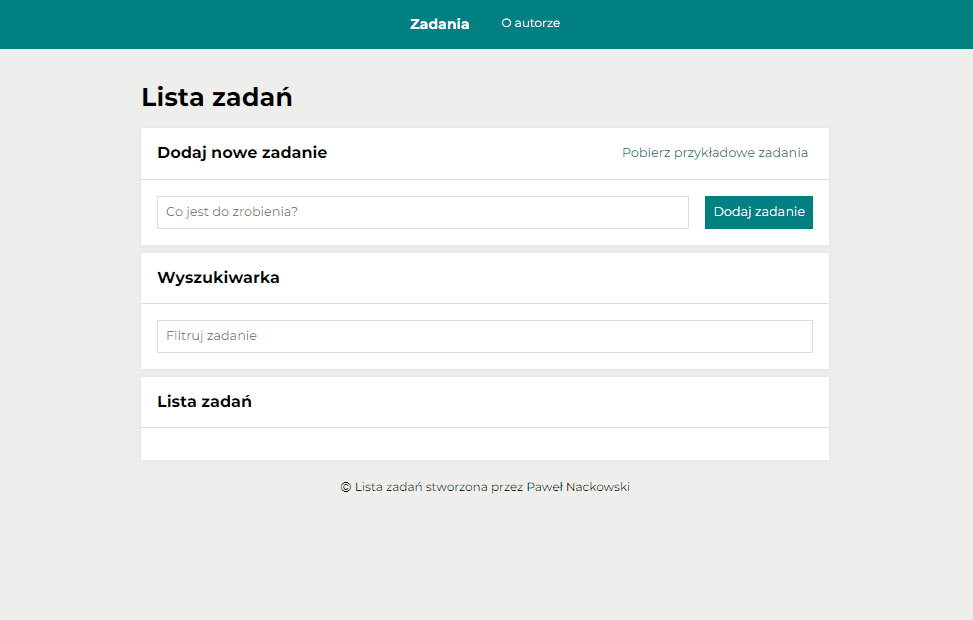 Zadania O autorze
Lista zadań
Dodaj nowe zadanie Pobierz przykładowe zadania
Co jest do zrobienia? Dodaj zadanie
Wyszukiwarka
Filtruj zadanie
Lista zadań
© Lista zadań stworzona przez Paweł Nackowski